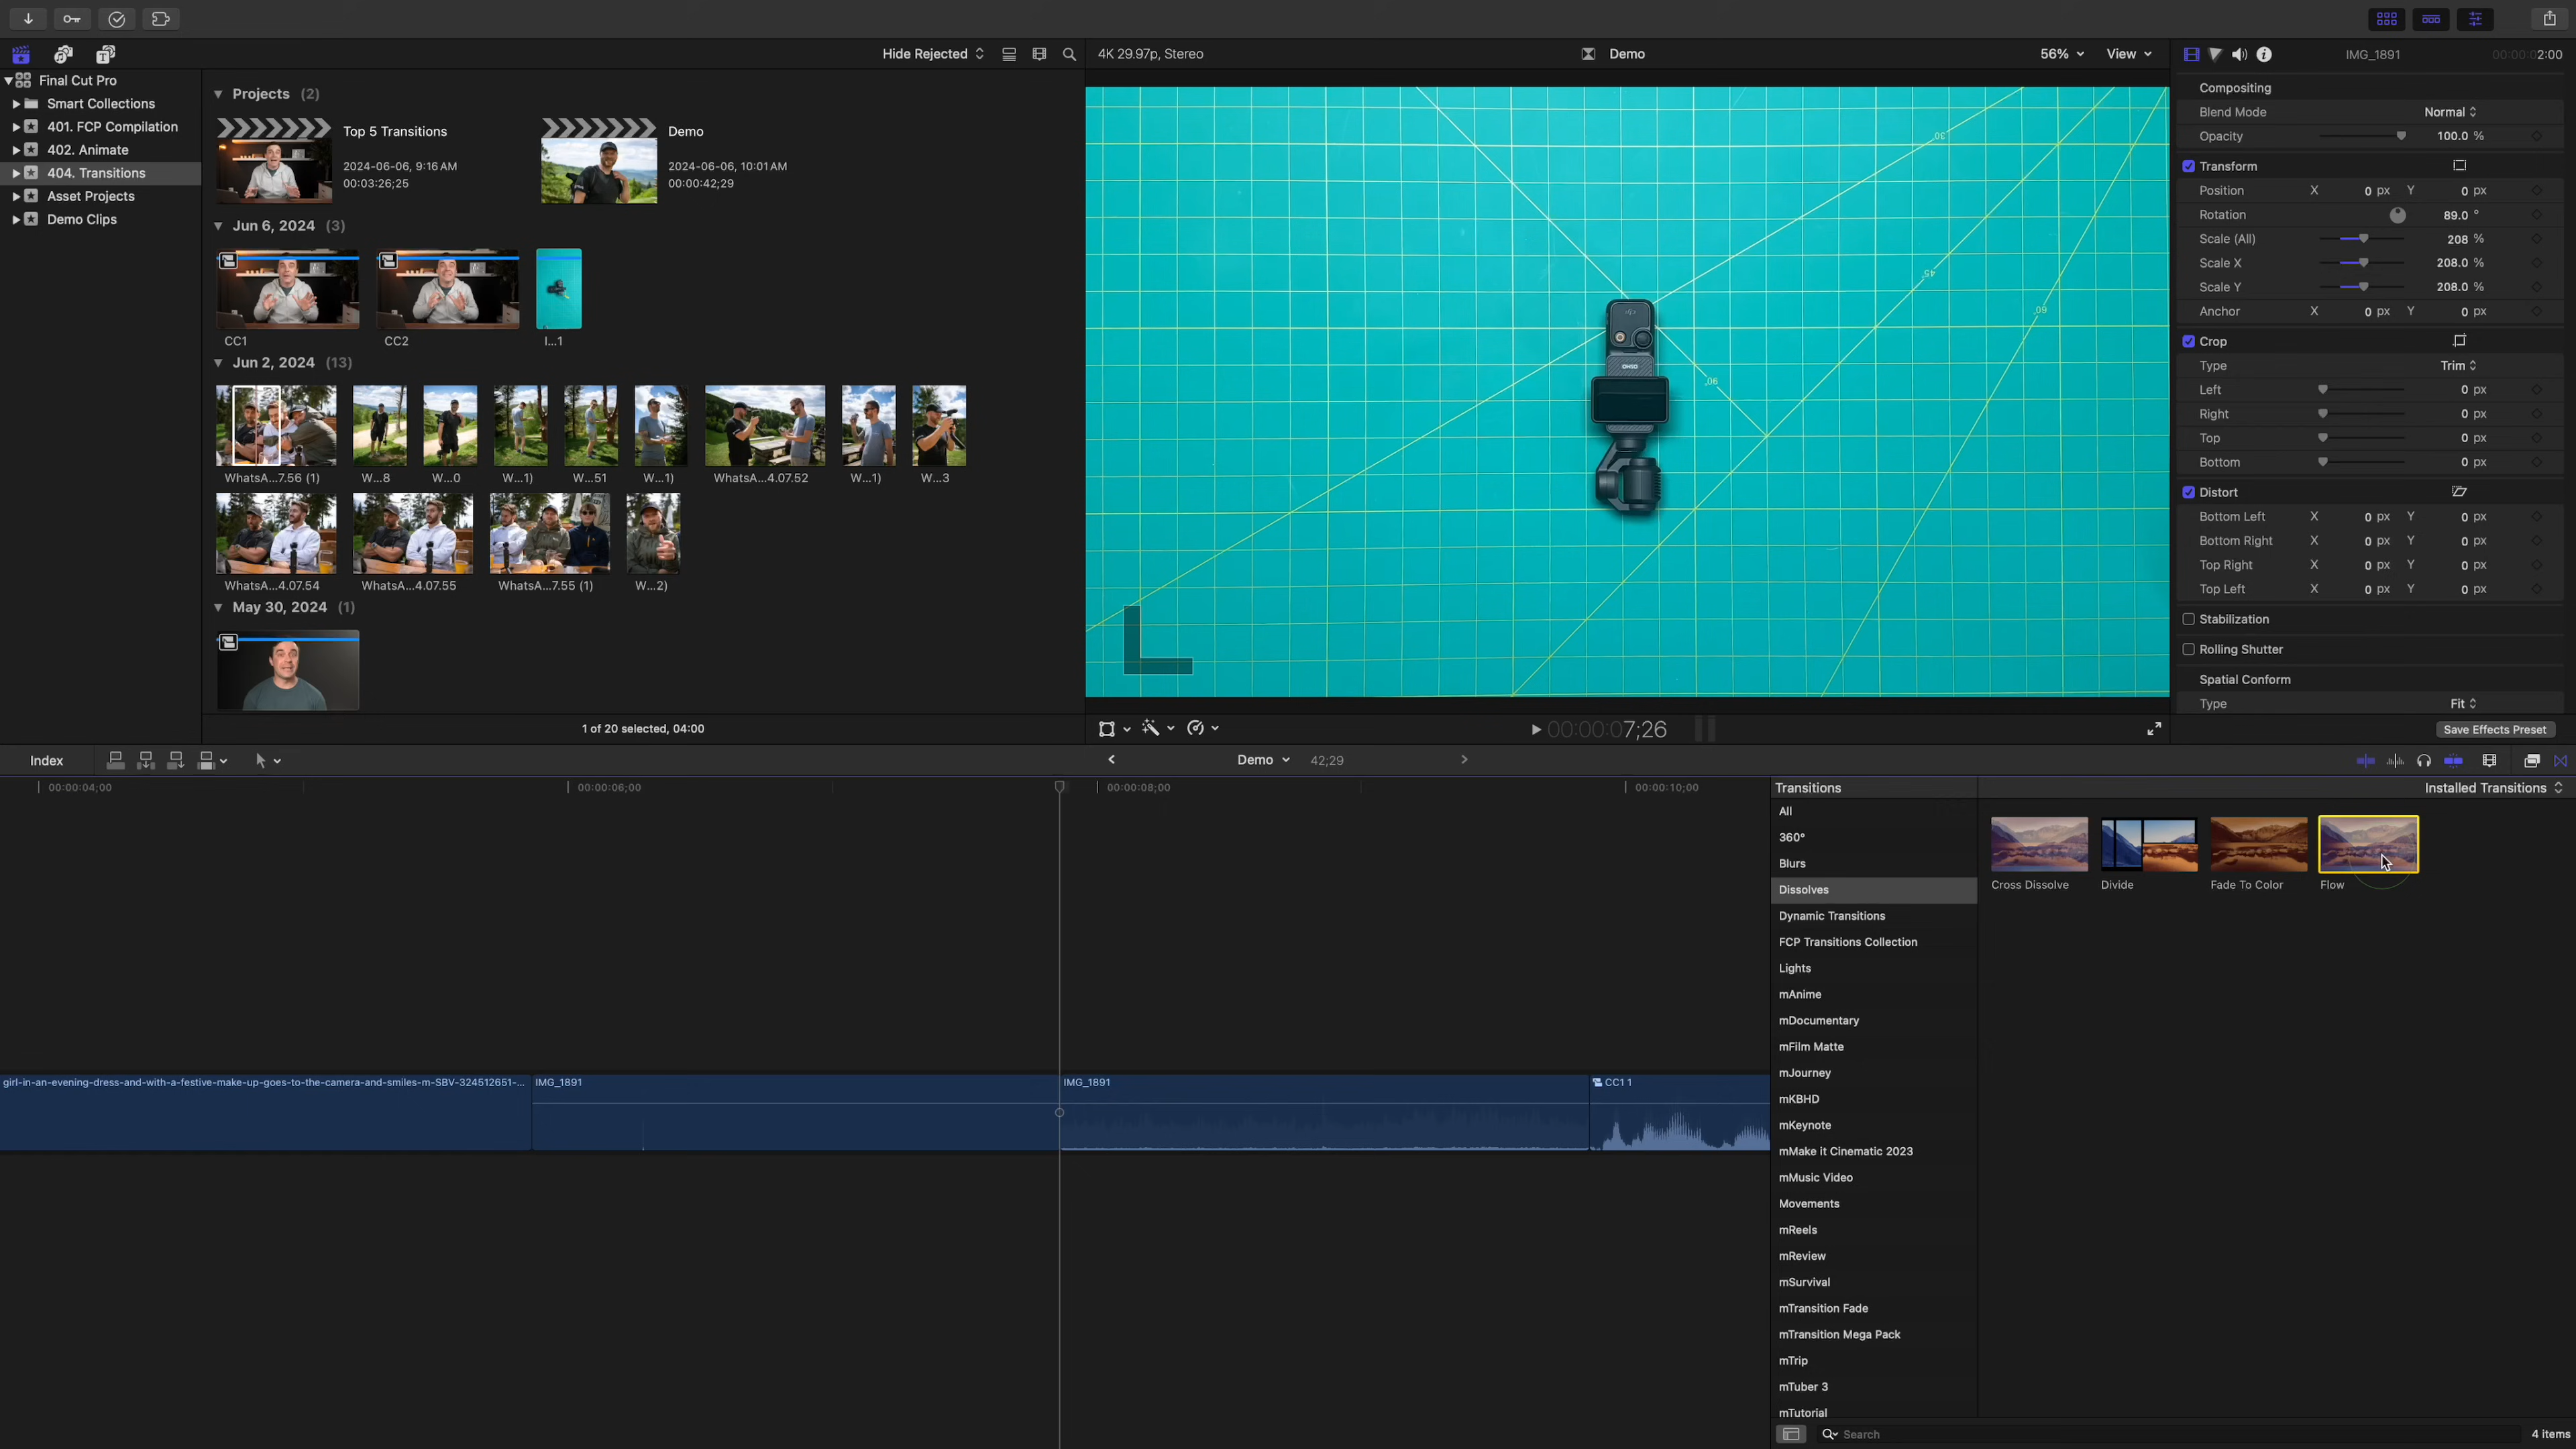 Hide Rejected
4K 29.97p, Stereo
Demo
56%
View
IMG_1891
00:00:02:00
Final Cut Pro
Smart Collections
401. FCP Compilation
402. Animate
404. Transitions
Asset Projects
Demo Clips
Projects (2)
Top 5 Transitions
2024-06-06, 9:16 AM
00:03:26;25
Demo
2024-06-06, 10:01 AM
00:00:42;29
Jun 6, 2024 (3)
CC1
CC2
I...1
Jun 2, 2024 (13)
WhatsA...7.56 (1)
W...8
W...0
W...1)
W...51
W...1)
WhatsA...4.07.52
W...1)
W...3
WhatsA...4.07.54
WhatsA...4.07.55
WhatsA...7.55 (1)
W...2)
May 30, 2024 (1)
1 of 20 selected, 04:00
30
45
60
90
OSMO
00:00:07;26
Compositing
Blend Mode Normal
Opacity 100.0 %
Transform
Position X 0 px Y 0 px
Rotation 89.0 °
Scale (All) 208 %
Scale X 208.0 %
Scale Y 208.0 %
Anchor X 0 px Y 0 px
Crop
Type Trim
Left 0 px
Right 0 px
Top 0 px
Bottom 0 px
Distort
Bottom Left X 0 px Y 0 px
Bottom Right X 0 px Y 0 px
Top Right X 0 px Y 0 px
Top Left X 0 px Y 0 px
Stabilization
Rolling Shutter
Spatial Conform
Type Fit
Save Effects Preset
Index
Demo 42;29
00:00:04;00
00:00:06;00
00:00:08;00
00:00:10;00
girl-in-an-evening-dress-and-with-a-festive-make-up-goes-to-the-camera-and-smiles-m-SBV-324512651-...
IMG_1891
IMG_1891
CC1 1
Transitions
Installed Transitions
All
360°
Blurs
Dissolves
Dynamic Transitions
FCP Transitions Collection
Lights
mAnime
mDocumentary
mFilm Matte
mJourney
mKBHD
mKeynote
mMake it Cinematic 2023
mMusic Video
Movements
mReels
mReview
mSurvival
mTransition Fade
mTransition Mega Pack
mTrip
mTuber 3
mTutorial
Cross Dissolve
Divide
Fade To Color
Flow
Search
4 items